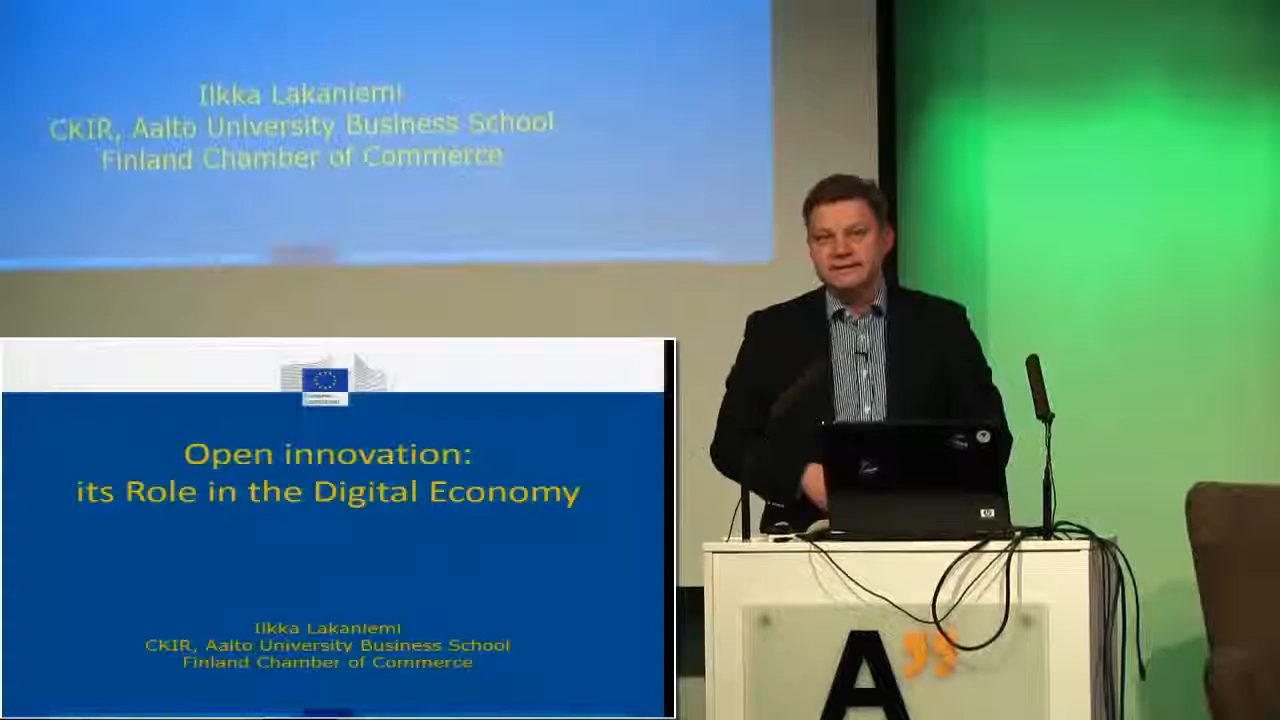 Ilkka Lakaniemi
CKIR, Aalto University Business School
Finland Chamber of Commerce
Open innovation:
its Role in the Digital Economy
Ilkka Lakaniemi
CKIR, Aalto University Business School
Finland Chamber of Commerce
hp
A”